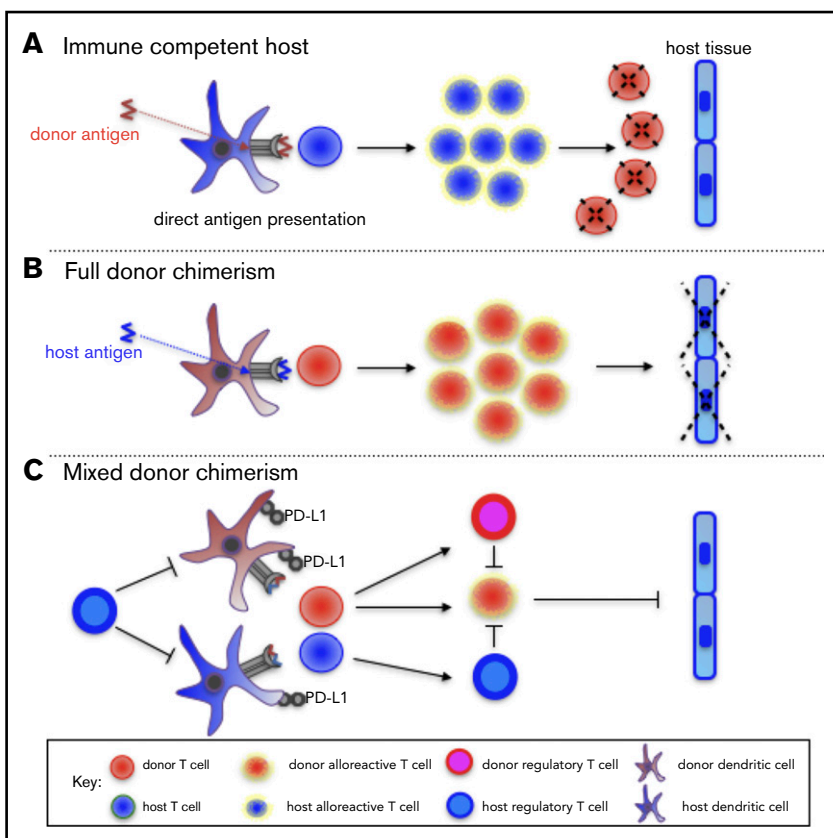 A Immune competent host
host tissue
donor antigen
direct antigen presentation
B Full donor chimerism
host antigen
C Mixed donor chimerism
PD-L1
PD-L1
PD-L1
Key:
donor T cell
donor alloreactive T cell
donor regulatory T cell
donor dendritic cell
host T cell
host alloreactive T cell
host regulatory T cell
host dendritic cell